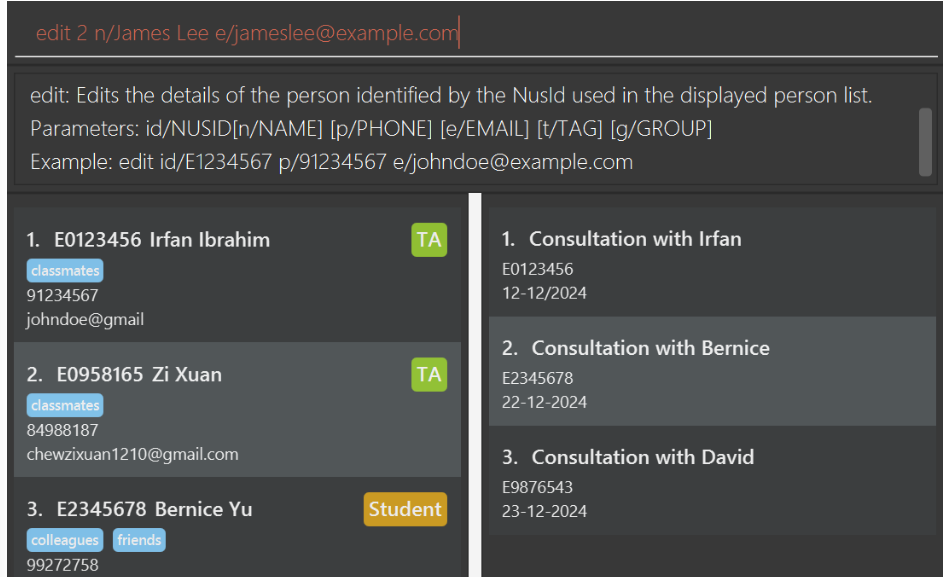 edit 2 n/James Lee e/jameslee@example.com
edit: Edits the details of the person identified by the NusId used in the displayed person list.
Parameters: id/NUSID[n/NAME] [p/PHONE] [e/EMAIL] [t/TAG] [g/GROUP]
Example: edit id/E1234567 p/91234567 e/johndoe@example.com
1. E0123456 Irfan Ibrahim TA
classmates
91234567
johndoe@gmail
2. E0958165 Zi Xuan TA
classmates
84988187
chewzixuan1210@gmail.com
3. E2345678 Bernice Yu Student
colleagues friends
99272758
1. Consultation with Irfan
E0123456
12-12/2024
2. Consultation with Bernice
E2345678
22-12-2024
3. Consultation with David
E9876543
23-12-2024